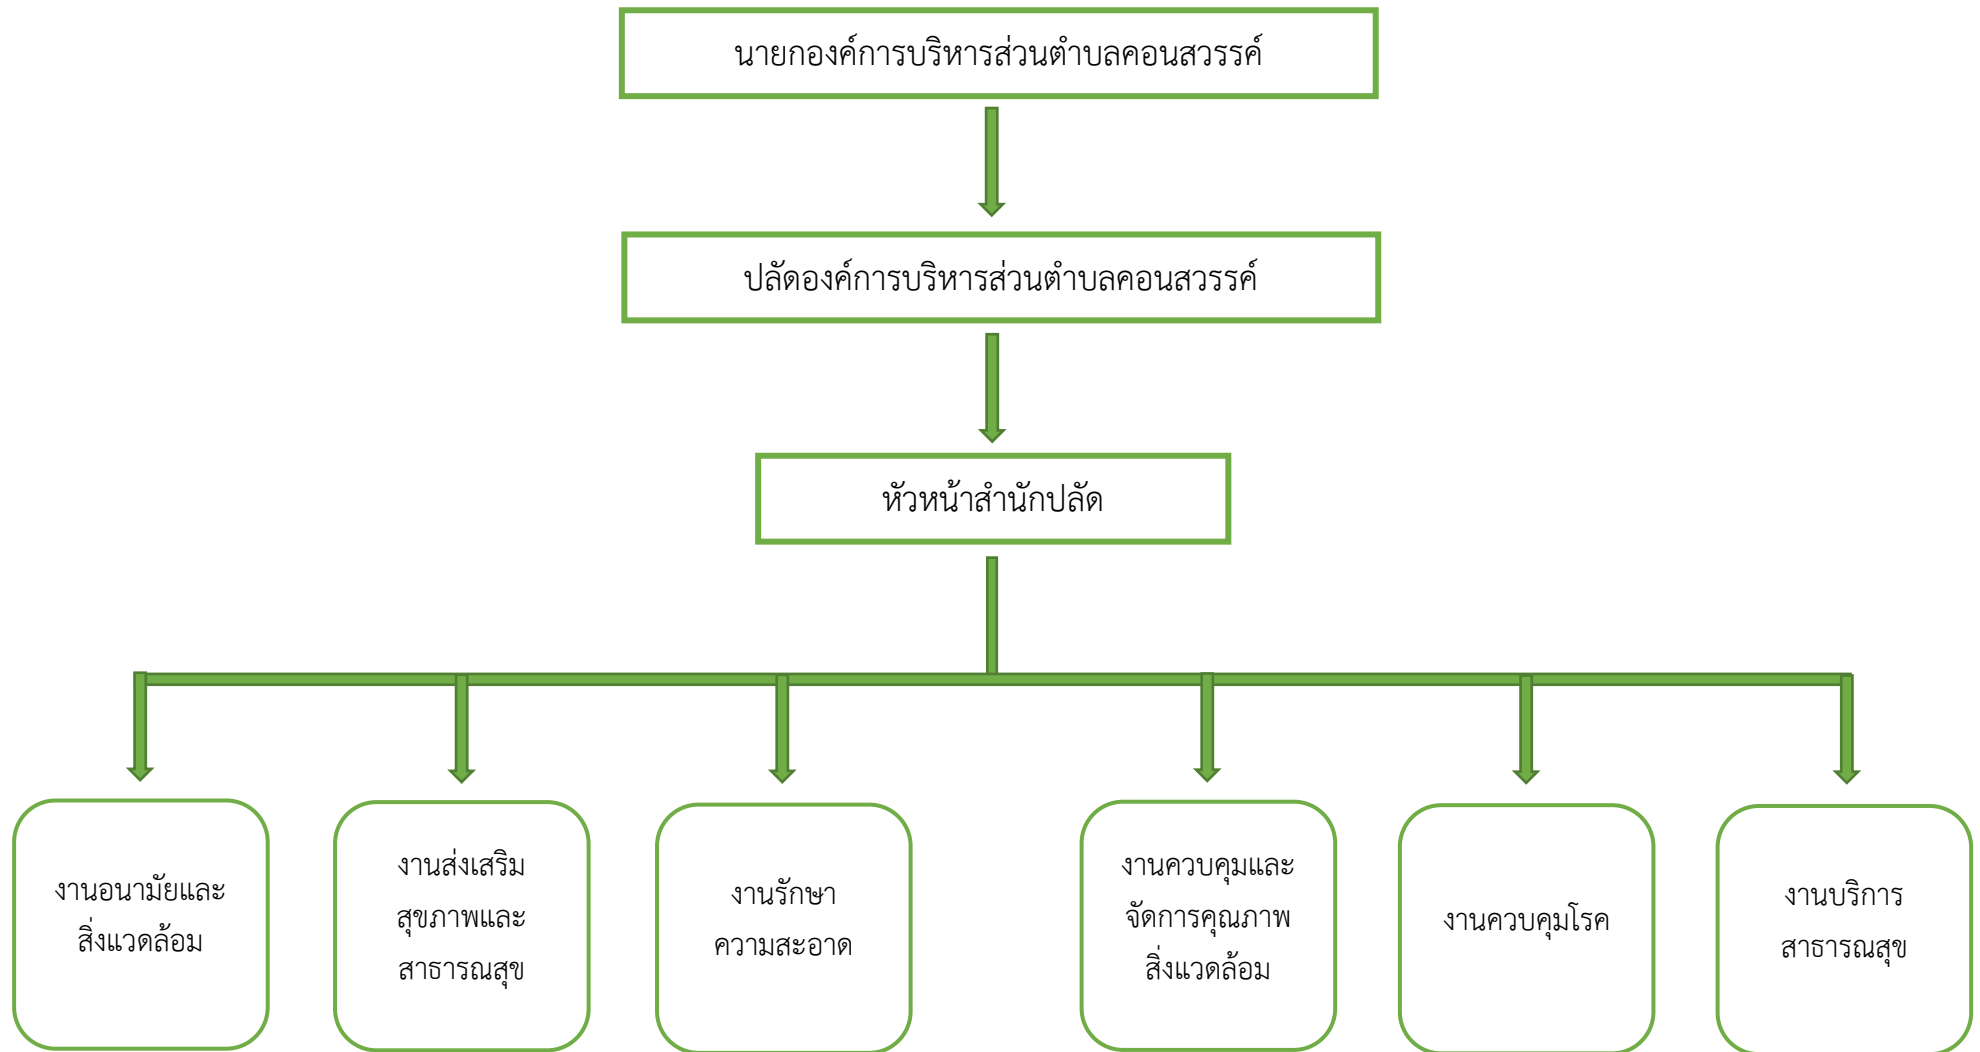 นายกองค์การบริหารส่วนตำบลคอนสวรรค์
ปลัดองค์การบริหารส่วนตำบลคอนสวรรค์
หัวหน้าสำนักปลัด
งานอนามัยและ
สิ่งแวดล้อม
งานส่งเสริม
สุขภาพและ
สาธารณสุข
งานรักษา
ความสะอาด
งานควบคุมและ
จัดการคุณภาพ
สิ่งแวดล้อม
งานควบคุมโรค
งานบริการ
สาธารณสุข